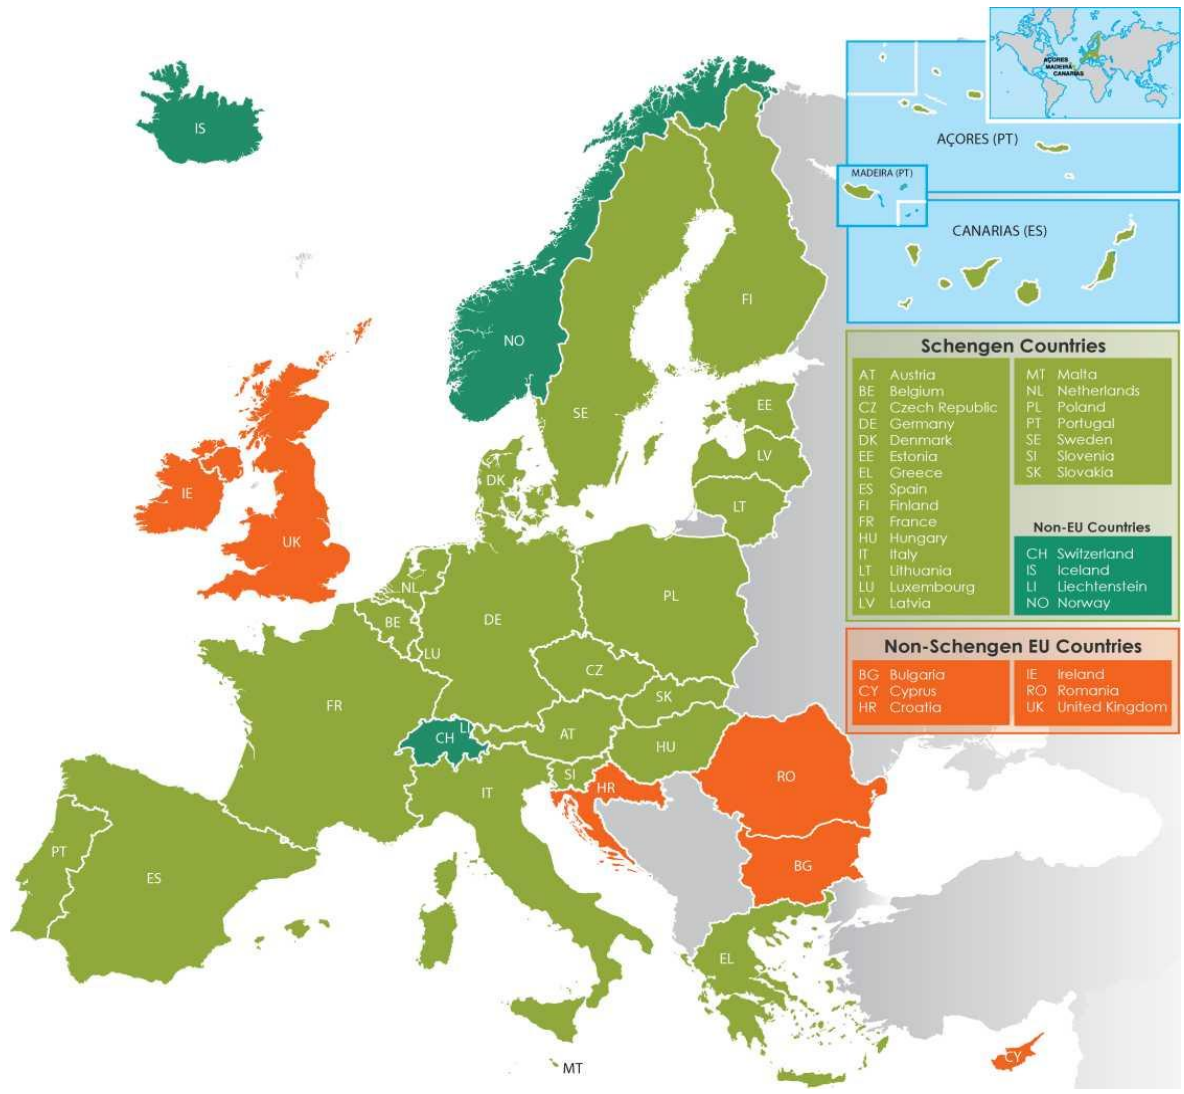 AÇORES
MADEIRA
CANARIAS
AÇORES (PT)
MADEIRA (PT)
CANARIAS (ES)
IS
NO
FI
SE
EE
LV
LT
DK
IE
UK
NL
BE
LU
DE
PL
CZ
SK
FR
CH
LI
AT
HU
SI
HR
IT
RO
BG
PT
ES
EL
MT
CY
Schengen Countries
AT Austria
BE Belgium
CZ Czech Republic
DE Germany
DK Denmark
EE Estonia
EL Greece
ES Spain
FI Finland
FR France
HU Hungary
IT Italy
LT Lithuania
LU Luxembourg
LV Latvia
MT Malta
NL Netherlands
PL Poland
PT Portugal
SE Sweden
SI Slovenia
SK Slovakia
Non-EU Countries
CH Switzerland
IS Iceland
LI Liechtenstein
NO Norway
Non-Schengen EU Countries
BG Bulgaria
CY Cyprus
HR Croatia
IE Ireland
RO Romania
UK United Kingdom